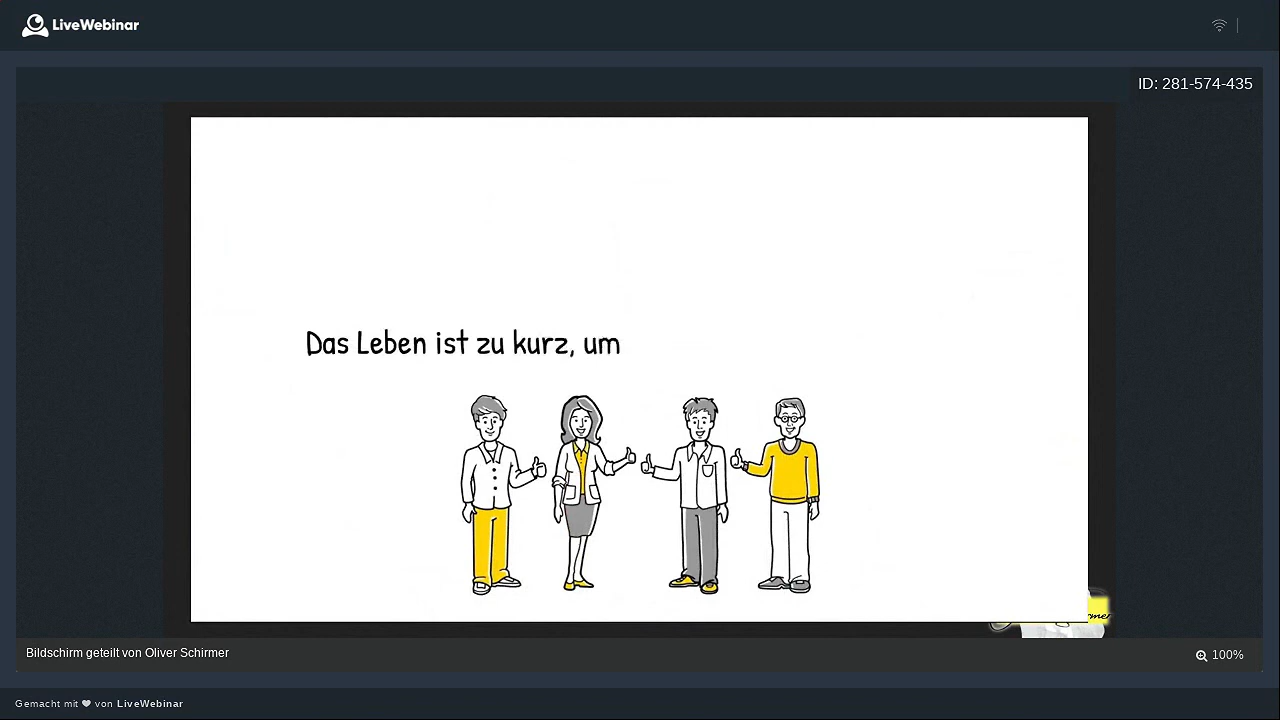 LiveWebinar
ID: 281-574-435
Das Leben ist zu kurz, um
Bildschirm geteilt von Oliver Schirmer
100%
Gemacht mit von LiveWebinar